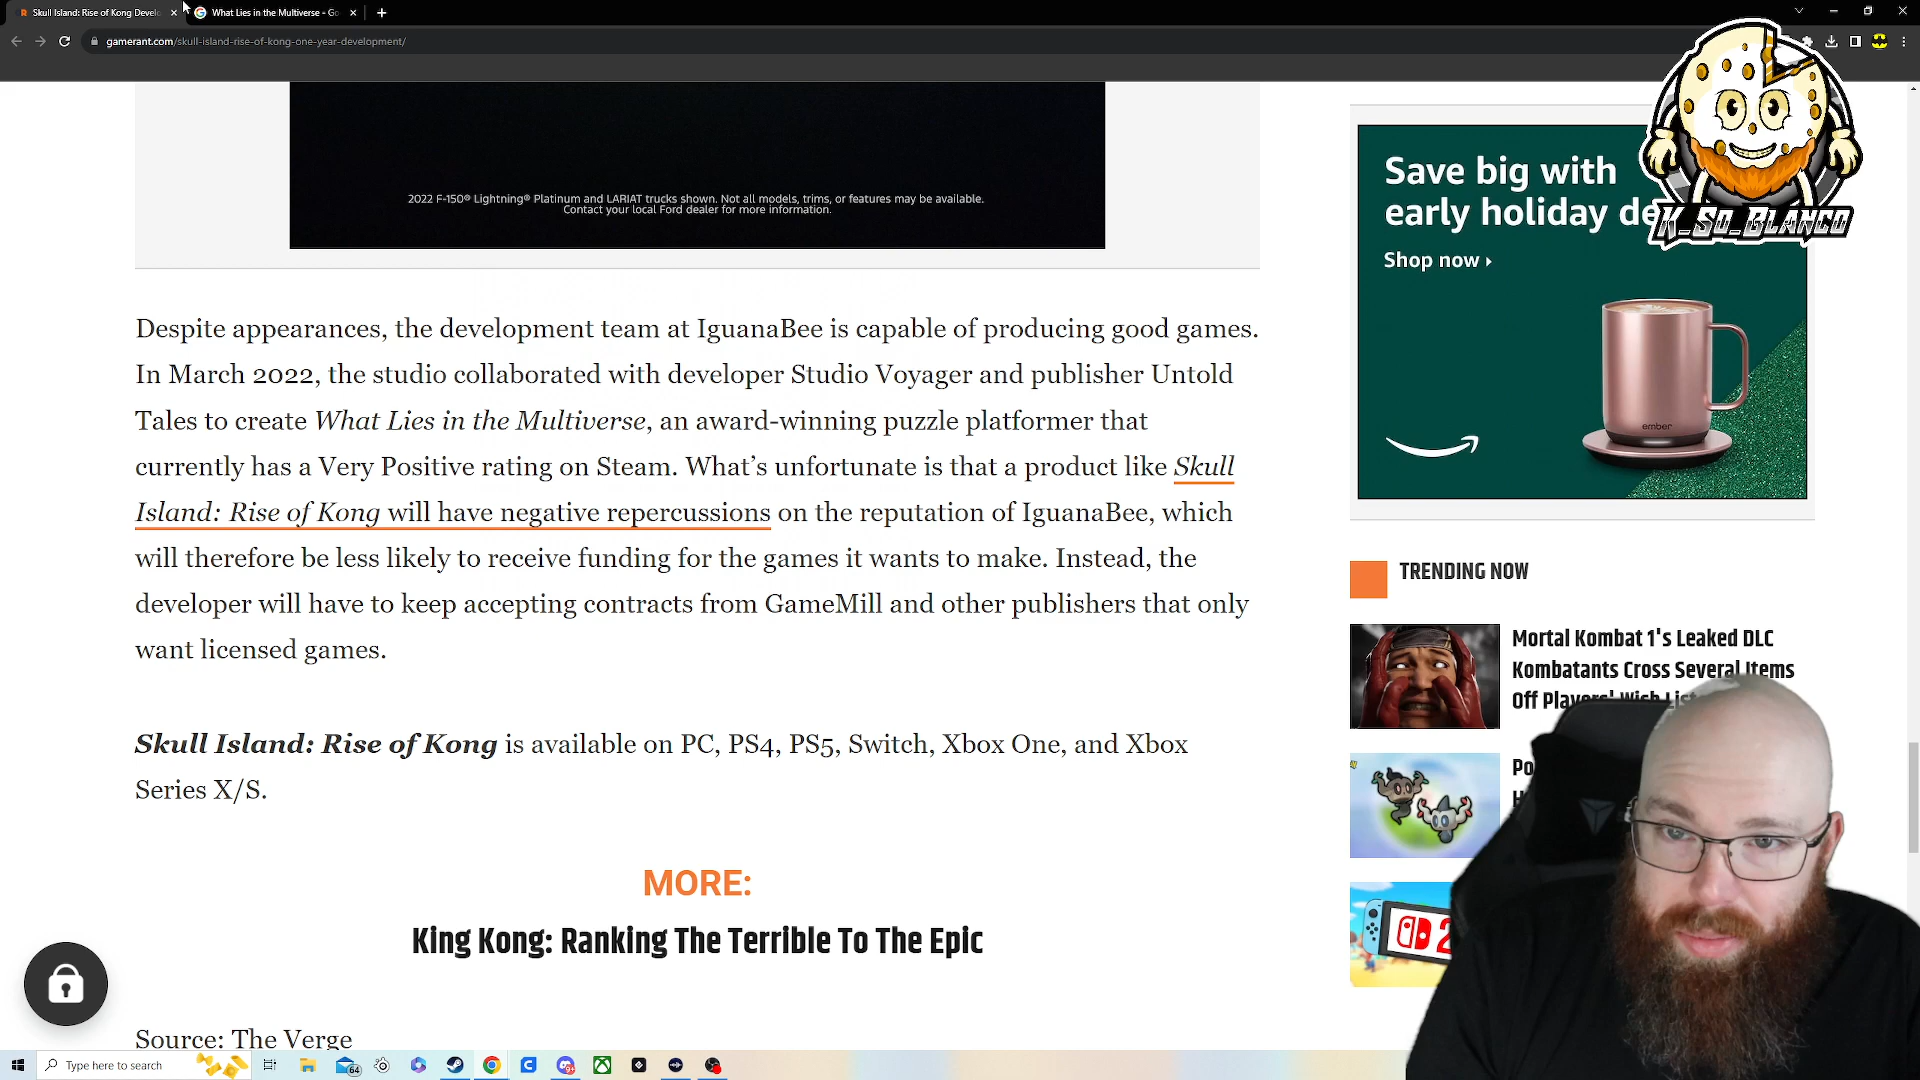 Skull Island: Rise of Kong Devel
What Lies in the Multiverse - Go
gamerant.com/skull-island-rise-of-kong-one-year-development/
2022 F-150® Lightning® Platinum and LARIAT trucks shown. Not all models, trims, or features may be available.
Contact your local Ford dealer for more information.
Save big with
early holiday de
Shop now
K_SO_BLANCO
ember
Despite appearances, the development team at IguanaBee is capable of producing good games.
In March 2022, the studio collaborated with developer Studio Voyager and publisher Untold
Tales to create What Lies in the Multiverse, an award-winning puzzle platformer that
currently has a Very Positive rating on Steam. What’s unfortunate is that a product like Skull
Island: Rise of Kong will have negative repercussions on the reputation of IguanaBee, which
will therefore be less likely to receive funding for the games it wants to make. Instead, the
developer will have to keep accepting contracts from GameMill and other publishers that only
want licensed games.
Skull Island: Rise of Kong is available on PC, PS4, PS5, Switch, Xbox One, and Xbox
Series X/S.
MORE:
King Kong: Ranking The Terrible To The Epic
Source: The Verge
TRENDING NOW
Mortal Kombat 1's Leaked DLC
Kombatants Cross Several Items
Off Players' Wish List
Po
H
2
Type here to search
64
9+